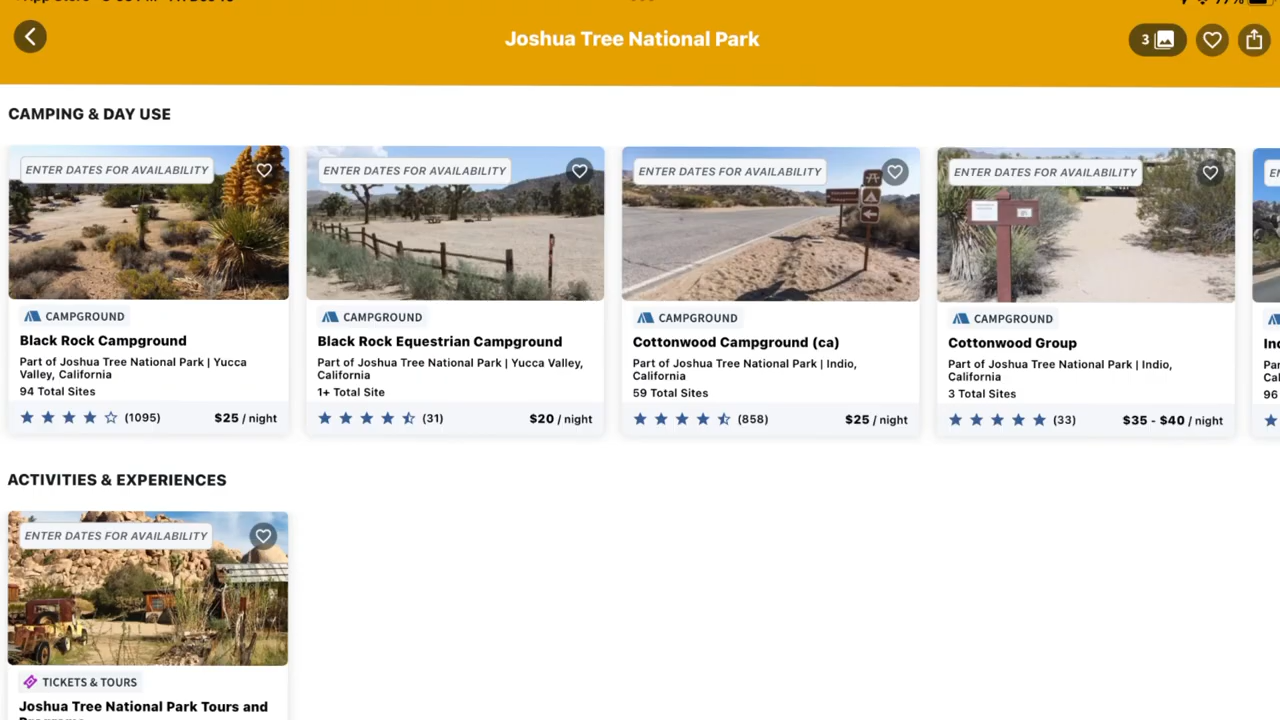 Joshua Tree National Park
3
CAMPING & DAY USE
ENTER DATES FOR AVAILABILITY
CAMPGROUND
Black Rock Campground
Part of Joshua Tree National Park | Yucca
Valley, California
94 Total Sites
(1095) $25 / night
ENTER DATES FOR AVAILABILITY
CAMPGROUND
Black Rock Equestrian Campground
Part of Joshua Tree National Park | Yucca Valley,
California
1+ Total Site
(31) $20 / night
ENTER DATES FOR AVAILABILITY
CAMPGROUND
Cottonwood Campground (ca)
Part of Joshua Tree National Park | Indio,
California
59 Total Sites
(858) $25 / night
ENTER DATES FOR AVAILABILITY
CAMPGROUND
Cottonwood Group
Part of Joshua Tree National Park | Indio,
California
3 Total Sites
(33) $35 - $40 / night
96
ACTIVITIES & EXPERIENCES
ENTER DATES FOR AVAILABILITY
TICKETS & TOURS
Joshua Tree National Park Tours and